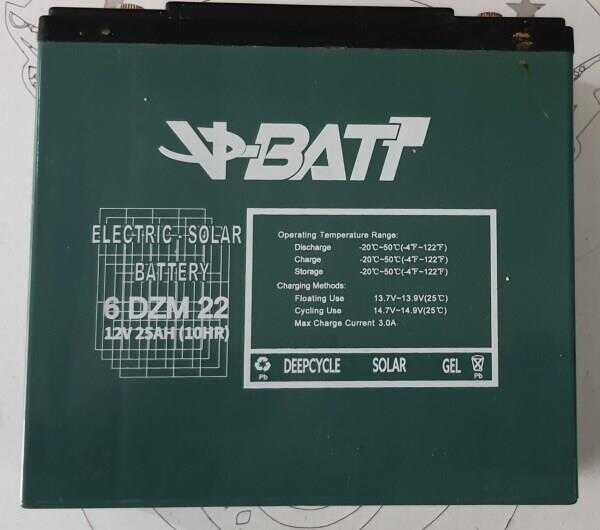 VP-BATT
ELECTRIC - SOLAR
BATTERY
6 DZM 22
12V 25AH (10HR)
Operating Temperature Range:
Discharge -20℃~50℃(-4℉~122℉)
Charge -20℃~50℃(-4℉~122℉)
Storage -20℃~50℃(-4℉~122℉)
Charging Methods:
Floating Use 13.7V~13.9V(25℃)
Cycling Use 14.7V~14.9V(25℃)
Max Charge Current 3.0A
DEEPCYCLE SOLAR GEL
Pb Pb